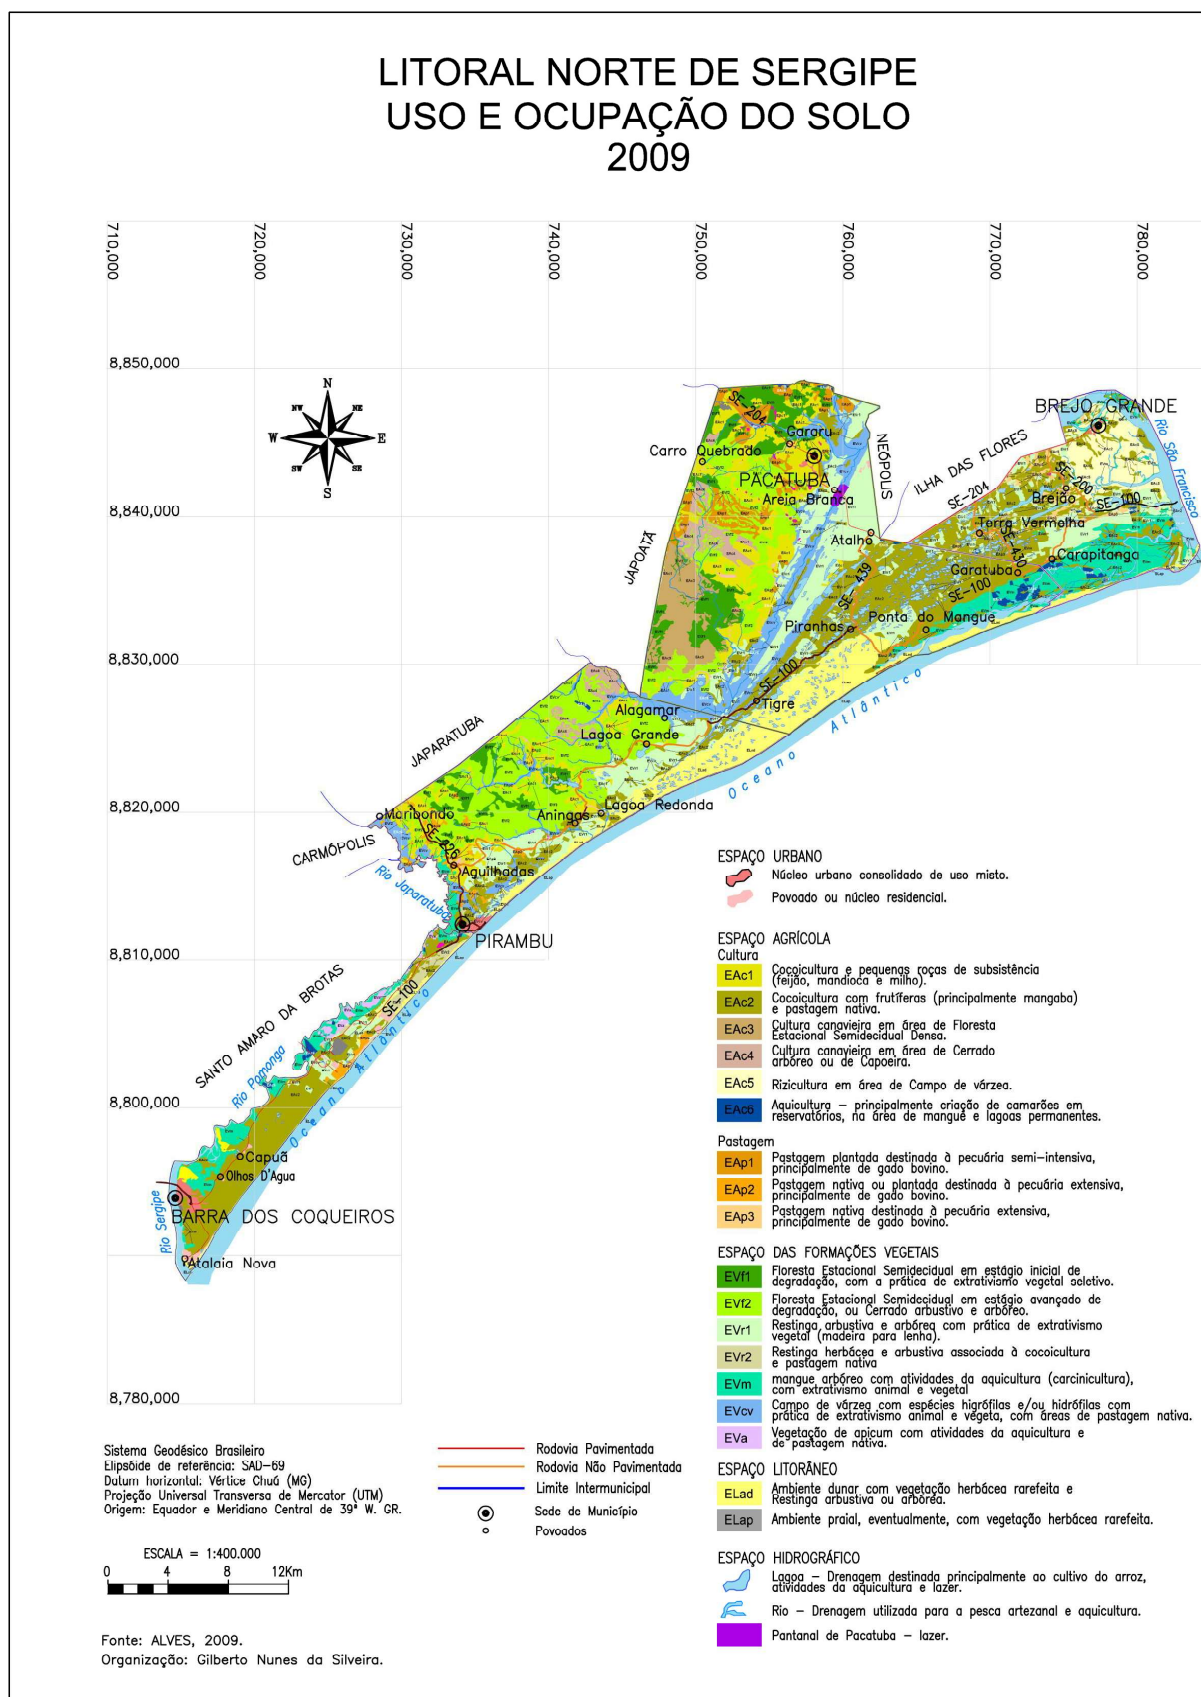 LITORAL NORTE DE SERGIPE
USO E OCUPAÇÃO DO SOLO
2009
710,000
720,000
730,000
740,000
750,000
760,000
770,000
780,000
8,850,000
8,840,000
8,830,000
8,820,000
8,810,000
8,800,000
8,780,000
N
NW
NE
W
E
SW
SE
S
BREJO GRANDE
SE-204
Gararu
Carro Quebrado
PACATUBA
Areia Branca
NEÓPOLIS
ILHA DAS FLORES
Rio São Francisco
SE-200
SE-204
Brejão
SE-100
Terra Vermelha
Atalho
JAPOATÃ
Carapitanga
SE-430
Garatuba
SE-439
SE-100
Ponta do Mangue
Piranhas
SE-100
Tigre
Alagamar
Lagoa Grande
Oceano Atlântico
JAPARATUBA
Lagoa Redonda
Aningas
Maribondo
CARMÓPOLIS
SE-226
Aguilhadas
Rio Japaratuba
PIRAMBU
SE-100
SANTO AMARO DA BROTAS
Rio Pomonga
Oceano Atlântico
Capuã
Olhos D'Agua
Rio Sergipe
BARRA DOS COQUEIROS
Atalaia Nova
ESPAÇO URBANO
Núcleo urbano consolidado de uso misto.
Povoado ou núcleo residencial.
ESPAÇO AGRÍCOLA
Cultura
EAc1 Cocoicultura e pequenas roças de subsistência
(feijão, mandioca e milho).
EAc2 Cocoicultura com frutíferas (principalmente mangaba)
e pastagem nativa.
EAc3 Cultura canavieira em área de Floresta
Estacional Semidecidual Densa.
EAc4 Cultura canavieira em área de Cerrado
arbóreo ou de Capoeira.
EAc5 Rizicultura em área de Campo de várzea.
EAc6 Aquicultura – principalmente criação de camarões em
reservatórios, na área de mangue e lagoas permanentes.
Pastagem
EAp1 Pastagem plantada destinada à pecuária semi-intensiva,
principalmente de gado bovino.
EAp2 Pastagem nativa ou plantada destinada à pecuária extensiva,
principalmente de gado bovino.
EAp3 Pastagem nativa destinada à pecuária extensiva,
principalmente de gado bovino.
ESPAÇO DAS FORMAÇÕES VEGETAIS
EVf1 Floresta Estacional Semidecidual em estágio inicial de
degradação, com a prática de extrativismo vegetal seletivo.
EVf2 Floresta Estacional Semidecidual em estágio avançado de
degradação, ou Cerrado arbustivo e arbóreo.
EVr1 Restinga arbustiva e arbórea com prática de extrativismo
vegetal (madeira para lenha).
EVr2 Restinga herbácea e arbustiva associada à cocoicultura
e pastagem nativa
EVm mangue arbóreo com atividades da aquicultura (carcinicultura),
com extrativismo animal e vegetal
EVcv Campo de várzea com espécies higrófilas e/ou hidrófilas com
prática de extrativismo animal e vegeta, com áreas de pastagem nativa.
EVa Vegetação de apicum com atividades da aquicultura e
de pastagem nativa.
ESPAÇO LITORÂNEO
ELad Ambiente dunar com vegetação herbácea rarefeita e
Restinga arbustiva ou arbórea.
ELap Ambiente praial, eventualmente, com vegetação herbácea rarefeita.
ESPAÇO HIDROGRÁFICO
Lagoa – Drenagem destinada principalmente ao cultivo do arroz,
atividades da aquicultura e lazer.
Rio – Drenagem utilizada para a pesca artezanal e aquicultura.
Pantanal de Pacatuba – lazer.
Sistema Geodésico Brasileiro
Elipsóide de referência: SAD-69
Datum horizontal: Vértice Chuá (MG)
Projeção Universal Transversa de Mercator (UTM)
Origem: Equador e Meridiano Central de 39° W. GR.
Rodovia Pavimentada
Rodovia Não Pavimentada
Limite Intermunicipal
Sede de Município
Povoados
ESCALA = 1:400.000
0 4 8 12Km
Fonte: ALVES, 2009.
Organização: Gilberto Nunes da Silveira.